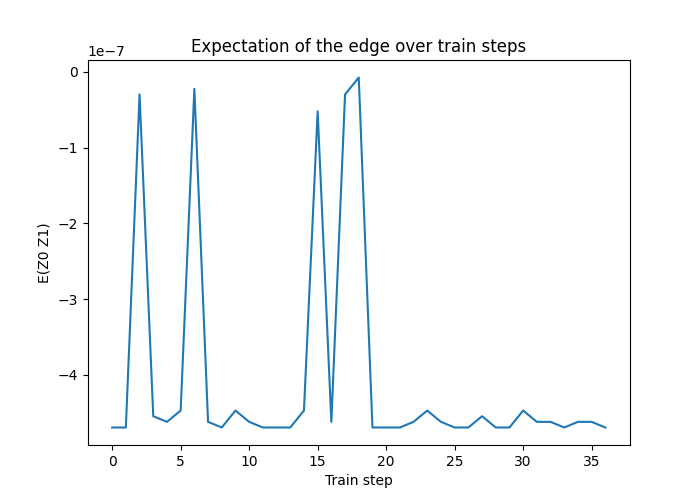 Expectation of the edge over train steps
1e−7
0
−1
−2
−3
−4
E(Z0 Z1)
0 5 10 15 20 25 30 35
Train step